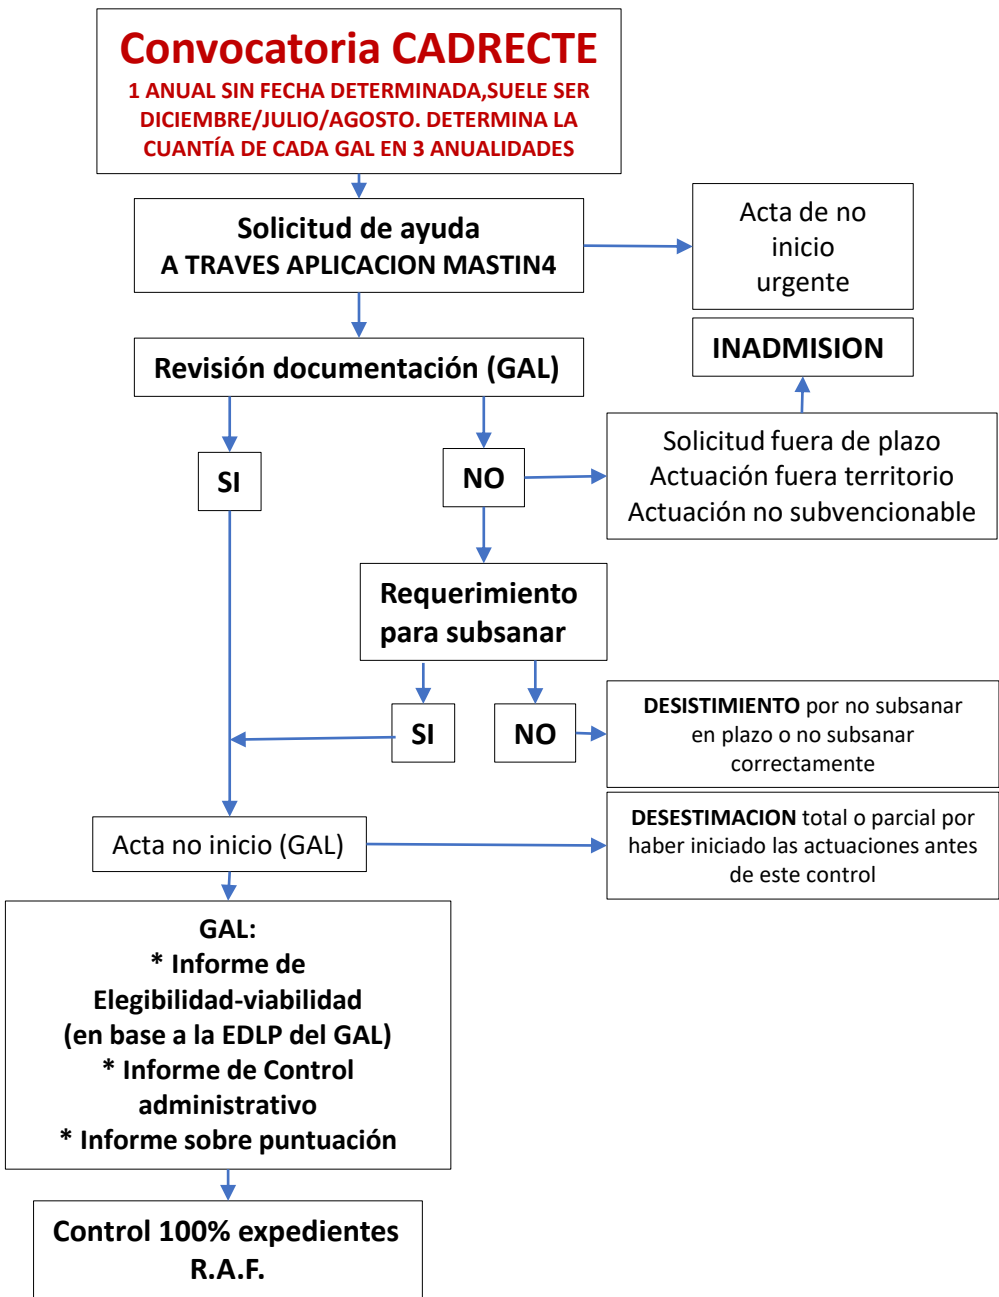 Convocatoria CADRECTE
1 ANUAL SIN FECHA DETERMINADA,SUELE SER
DICIEMBRE/JULIO/AGOSTO. DETERMINA LA
CUANTÍA DE CADA GAL EN 3 ANUALIDADES
Solicitud de ayuda
A TRAVES APLICACION MASTIN4
Acta de no
inicio
urgente
Revisión documentación (GAL)
INADMISION
SI
NO
Solicitud fuera de plazo
Actuación fuera territorio
Actuación no subvencionable
Requerimiento
para subsanar
SI
NO
DESISTIMIENTO por no subsanar
en plazo o no subsanar
correctamente
Acta no inicio (GAL)
DESESTIMACION total o parcial por
haber iniciado las actuaciones antes
de este control
GAL:
* Informe de
Elegibilidad-viabilidad
(en base a la EDLP del GAL)
* Informe de Control
administrativo
* Informe sobre puntuación
Control 100% expedientes
R.A.F.